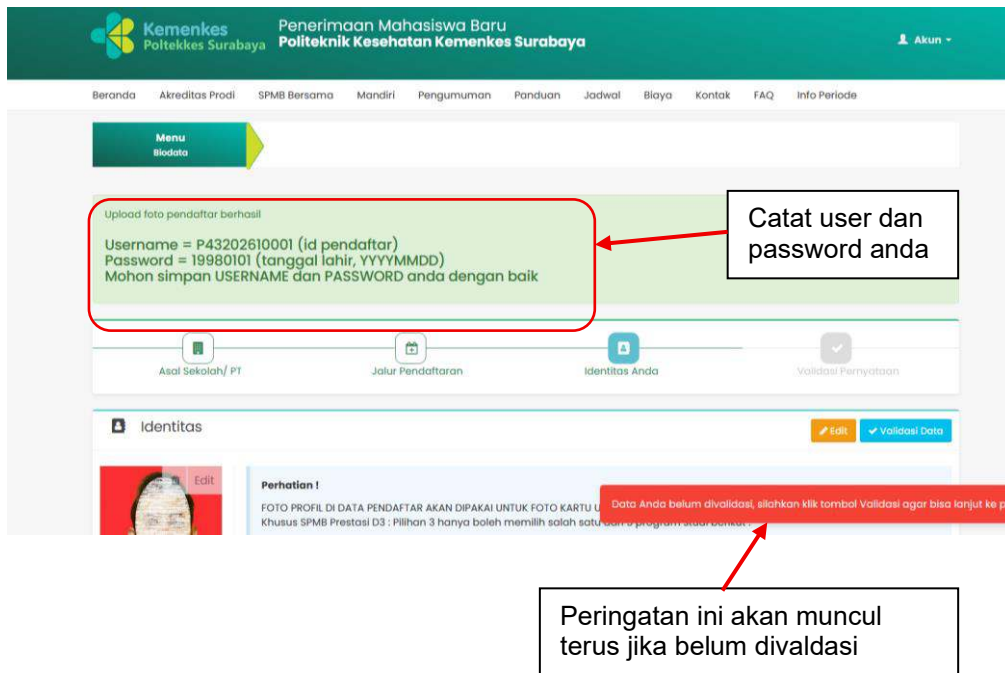 Kemenkes
Poltekkes Surabaya
Penerimaan Mahasiswa Baru
Politeknik Kesehatan Kemenkes Surabaya
Akun
Beranda Akreditas Prodi SPMB Bersama Mandiri Pengumuman Panduan Jadwal Biaya Kontak FAQ Info Periode
Menu
Biodata
Upload foto pendaftar berhasil
Username = P43202610001 (id pendaftar)
Password = 19980101 (tanggal lahir, YYYYMMDD)
Mohon simpan USERNAME dan PASSWORD anda dengan baik
Catat user dan
password anda
Asal Sekolah/ PT Jalur Pendaftaran Identitas Anda Validasi Pernyataan
Identitas
Edit Validasi Data
Edit
Perhatian !
FOTO PROFIL DI DATA PENDAFTAR AKAN DIPAKAI UNTUK FOTO KARTU
Data Anda belum divalidasi, silahkan klik tombol Validasi agar bisa lanjut ke
Khusus SPMB Prestasi D3 : Pilihan 3 hanya boleh memilih salah satu dari
Peringatan ini akan muncul
terus jika belum divaldasi